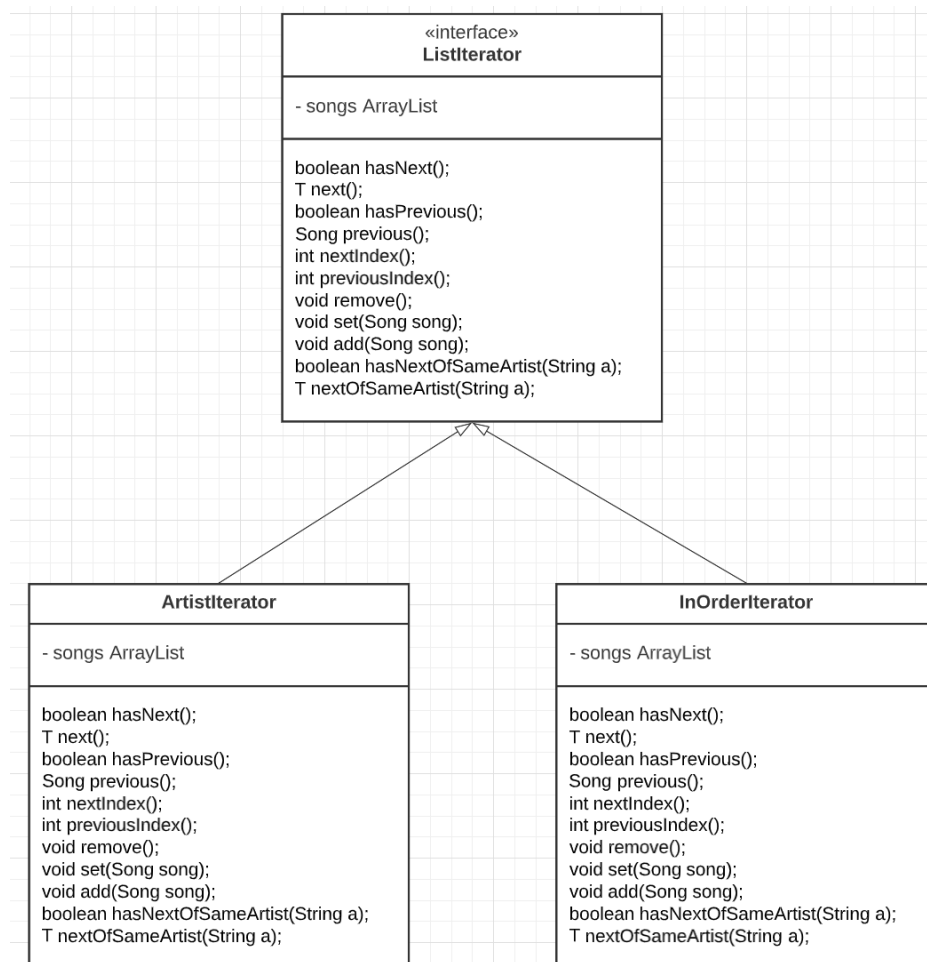 «interface»
ListIterator
- songs ArrayList
boolean hasNext();
T next();
boolean hasPrevious();
Song previous();
int nextIndex();
int previousIndex();
void remove();
void set(Song song);
void add(Song song);
boolean hasNextOfSameArtist(String a);
T nextOfSameArtist(String a);
ArtistIterator
- songs ArrayList
boolean hasNext();
T next();
boolean hasPrevious();
Song previous();
int nextIndex();
int previousIndex();
void remove();
void set(Song song);
void add(Song song);
boolean hasNextOfSameArtist(String a);
T nextOfSameArtist(String a);
InOrderIterator
- songs ArrayList
boolean hasNext();
T next();
boolean hasPrevious();
Song previous();
int nextIndex();
int previousIndex();
void remove();
void set(Song song);
void add(Song song);
boolean hasNextOfSameArtist(String a);
T nextOfSameArtist(String a);